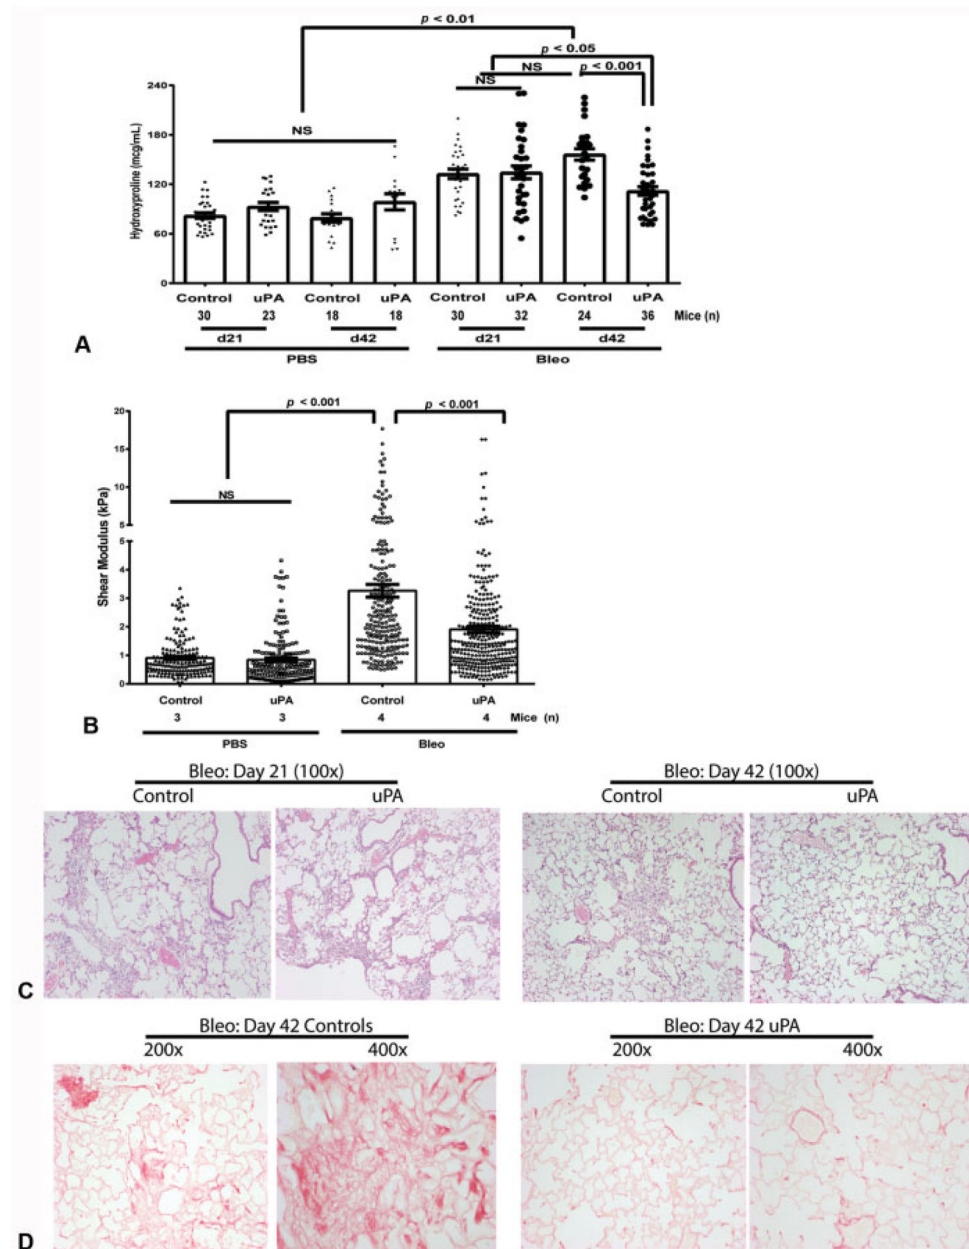 p < 0.01
p < 0.05
NS p < 0.001
NS
NS
240
180
120
60
0
Hydroxyproline (mcg/mL)
Control uPA Control uPA Control uPA Control uPA
30 23 18 18 30 32 24 36 Mice (n)
d21 d42 d21 d42
PBS Bleo
A
p < 0.001 p < 0.001
NS
20
15
10
5
5
4
3
2
1
0
Shear Modulus (kPa)
Control uPA Control uPA
3 3 4 4 Mice (n)
PBS Bleo
B
Bleo: Day 21 (100x) Bleo: Day 42 (100x)
Control uPA Control uPA
C
Bleo: Day 42 Controls Bleo: Day 42 uPA
200x 400x 200x 400x
D